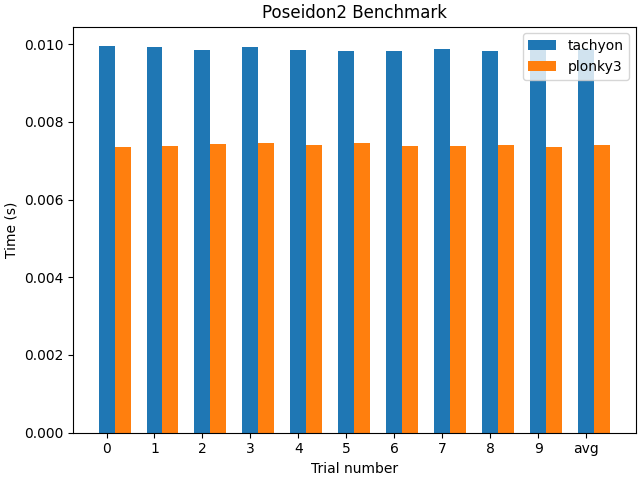 Poseidon2 Benchmark
tachyon
plonky3
0.010
0.008
0.006
0.004
0.002
0.000
Time (s)
0 1 2 3 4 5 6 7 8 9 avg
Trial number